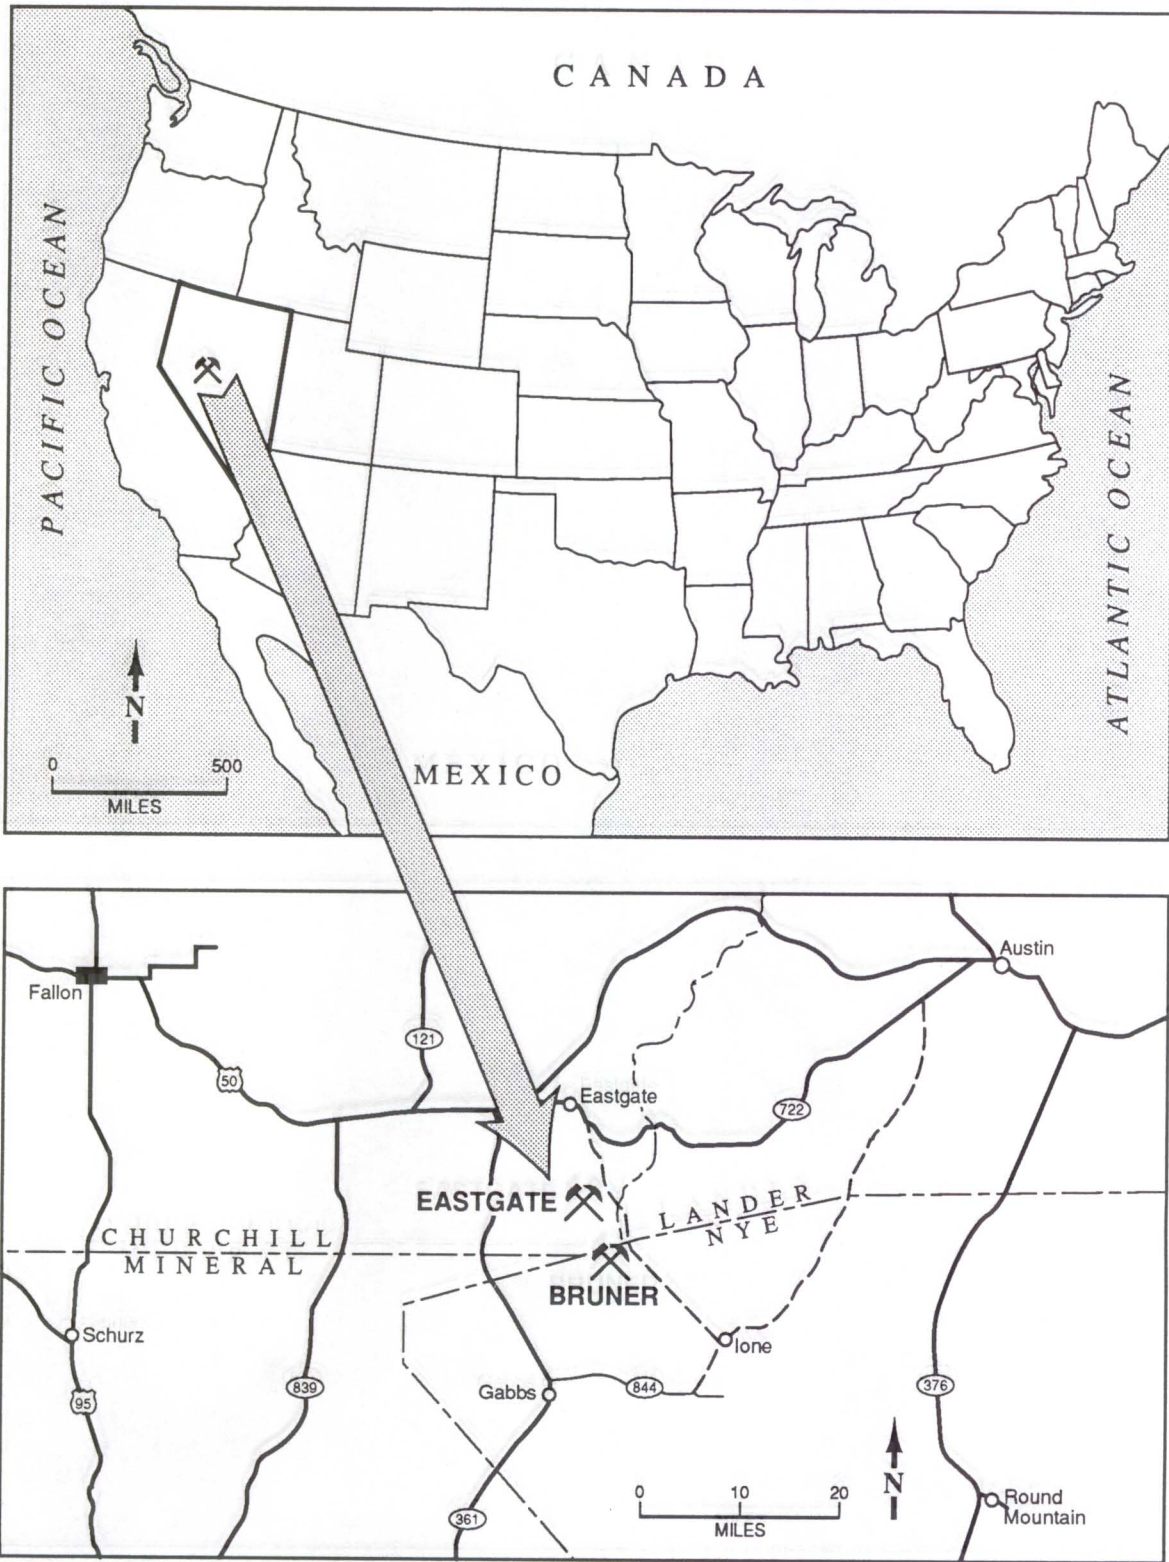 CANADA
PACIFIC OCEAN
ATLANTIC OCEAN
N
0 500
MILES
MEXICO
Austin
Fallon
121
50
Eastgate
722
EASTGATE
LANDER
NYE
CHURCHILL
MINERAL
BRUNER
Schurz
Ione
839
Gabbs
844
376
95
N
0 10 20
MILES
Round
Mountain
361